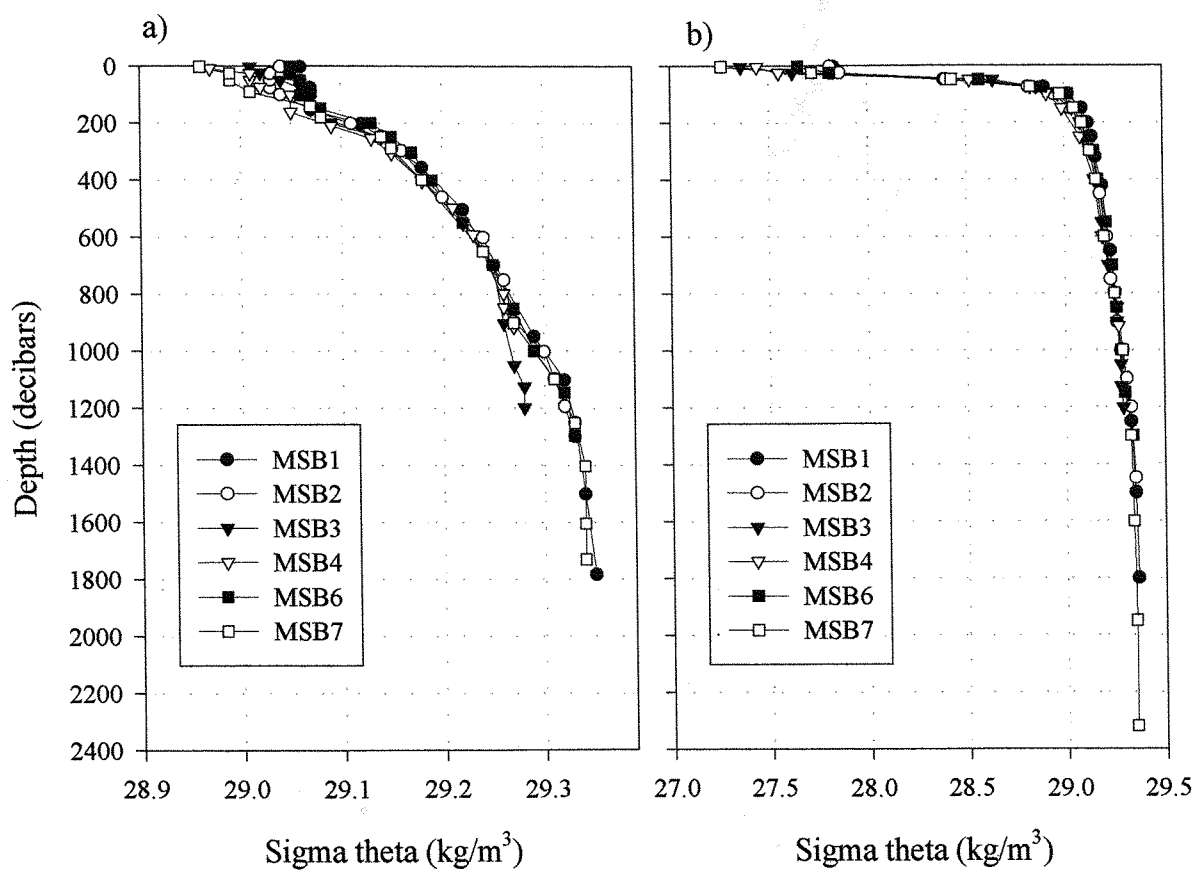 a)
0
200
400
600
800
1000
1200
1400
1600
1800
2000
2200
2400
Depth (decibars)
MSB1
MSB2
MSB3
MSB4
MSB6
MSB7
28.9 29.0 29.1 29.2 29.3
Sigma theta (kg/m³)
b)
MSB1
MSB2
MSB3
MSB4
MSB6
MSB7
27.0 27.5 28.0 28.5 29.0 29.5
Sigma theta (kg/m³)